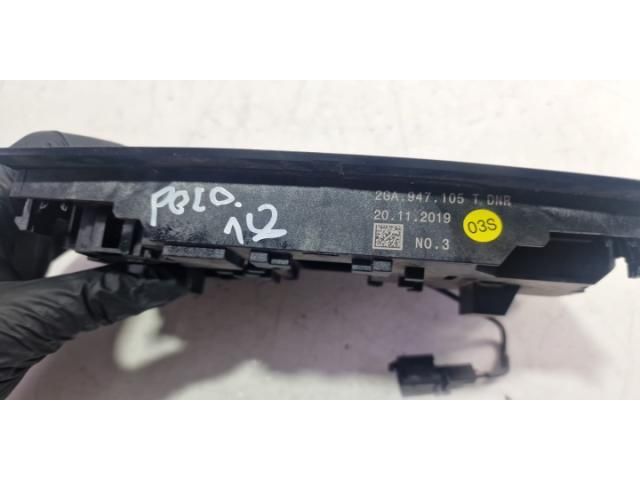 POLO.
12
2GA.947.105 T DNR
20.11.2019
NO.3
03S